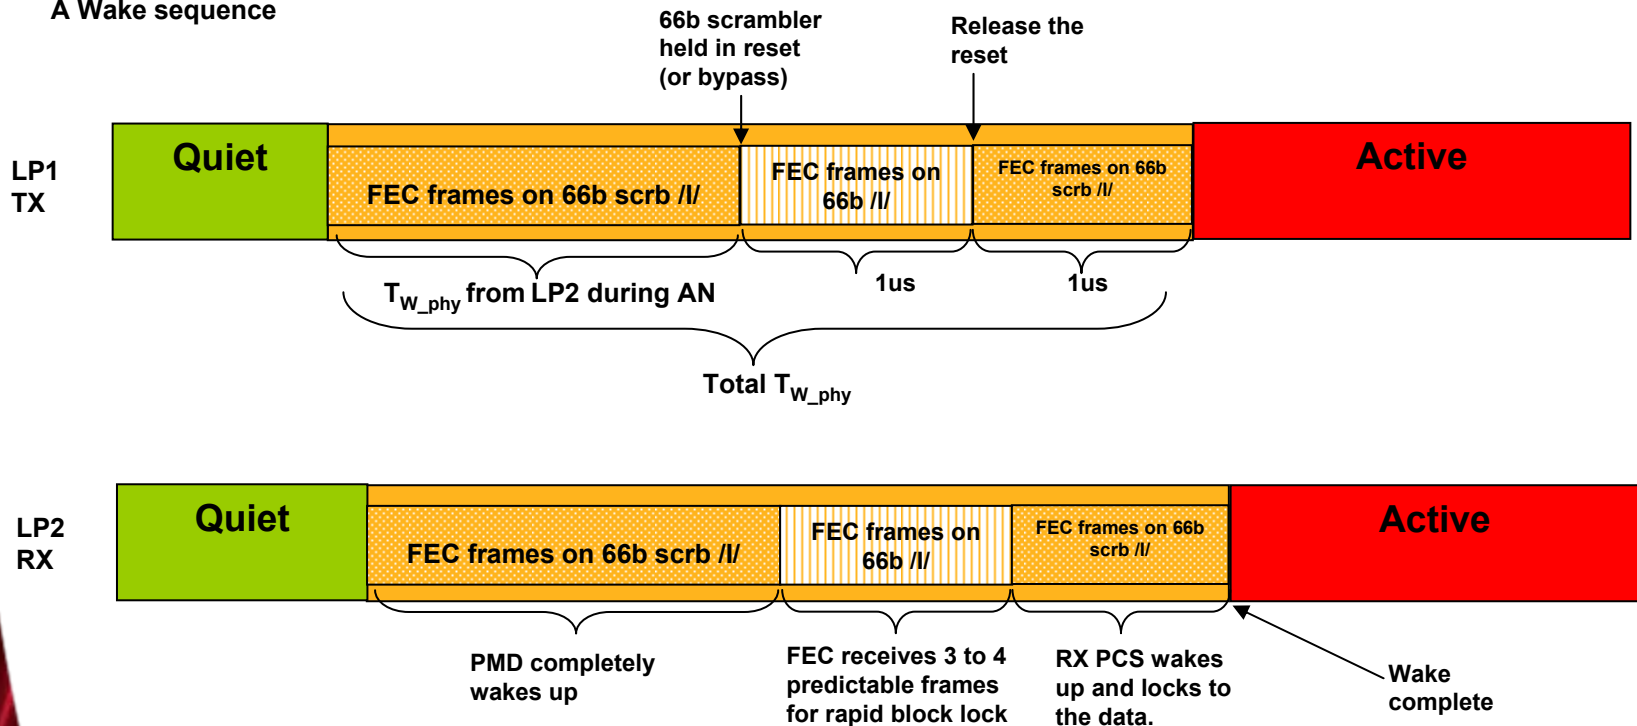 A Wake sequence
66b scrambler
held in reset
(or bypass)
Release the
reset
LP1
TX
Quiet
FEC frames on 66b scrb /I/
FEC frames on
66b /I/
FEC frames on 66b
scrb /I/
Active
TW_phy from LP2 during AN
1us
1us
Total TW_phy
LP2
RX
Quiet
FEC frames on 66b scrb /I/
FEC frames on
66b /I/
FEC frames on 66b
scrb /I/
Active
PMD completely
wakes up
FEC receives 3 to 4
predictable frames
for rapid block lock
RX PCS wakes
up and locks to
the data.
Wake
complete